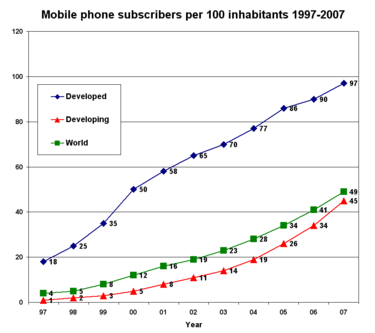 Mobile phone subscribers per 100 inhabitants 1997-2007
120
100
80
60
40
20
0
Developed
Developing
World
18 25 35 50 58 65 70 77 86 90 97
4 5 8 12 16 19 23 28 34 41 49
1 2 3 5 8 11 14 19 26 34 45
97 98 99 00 01 02 03 04 05 06 07
Year